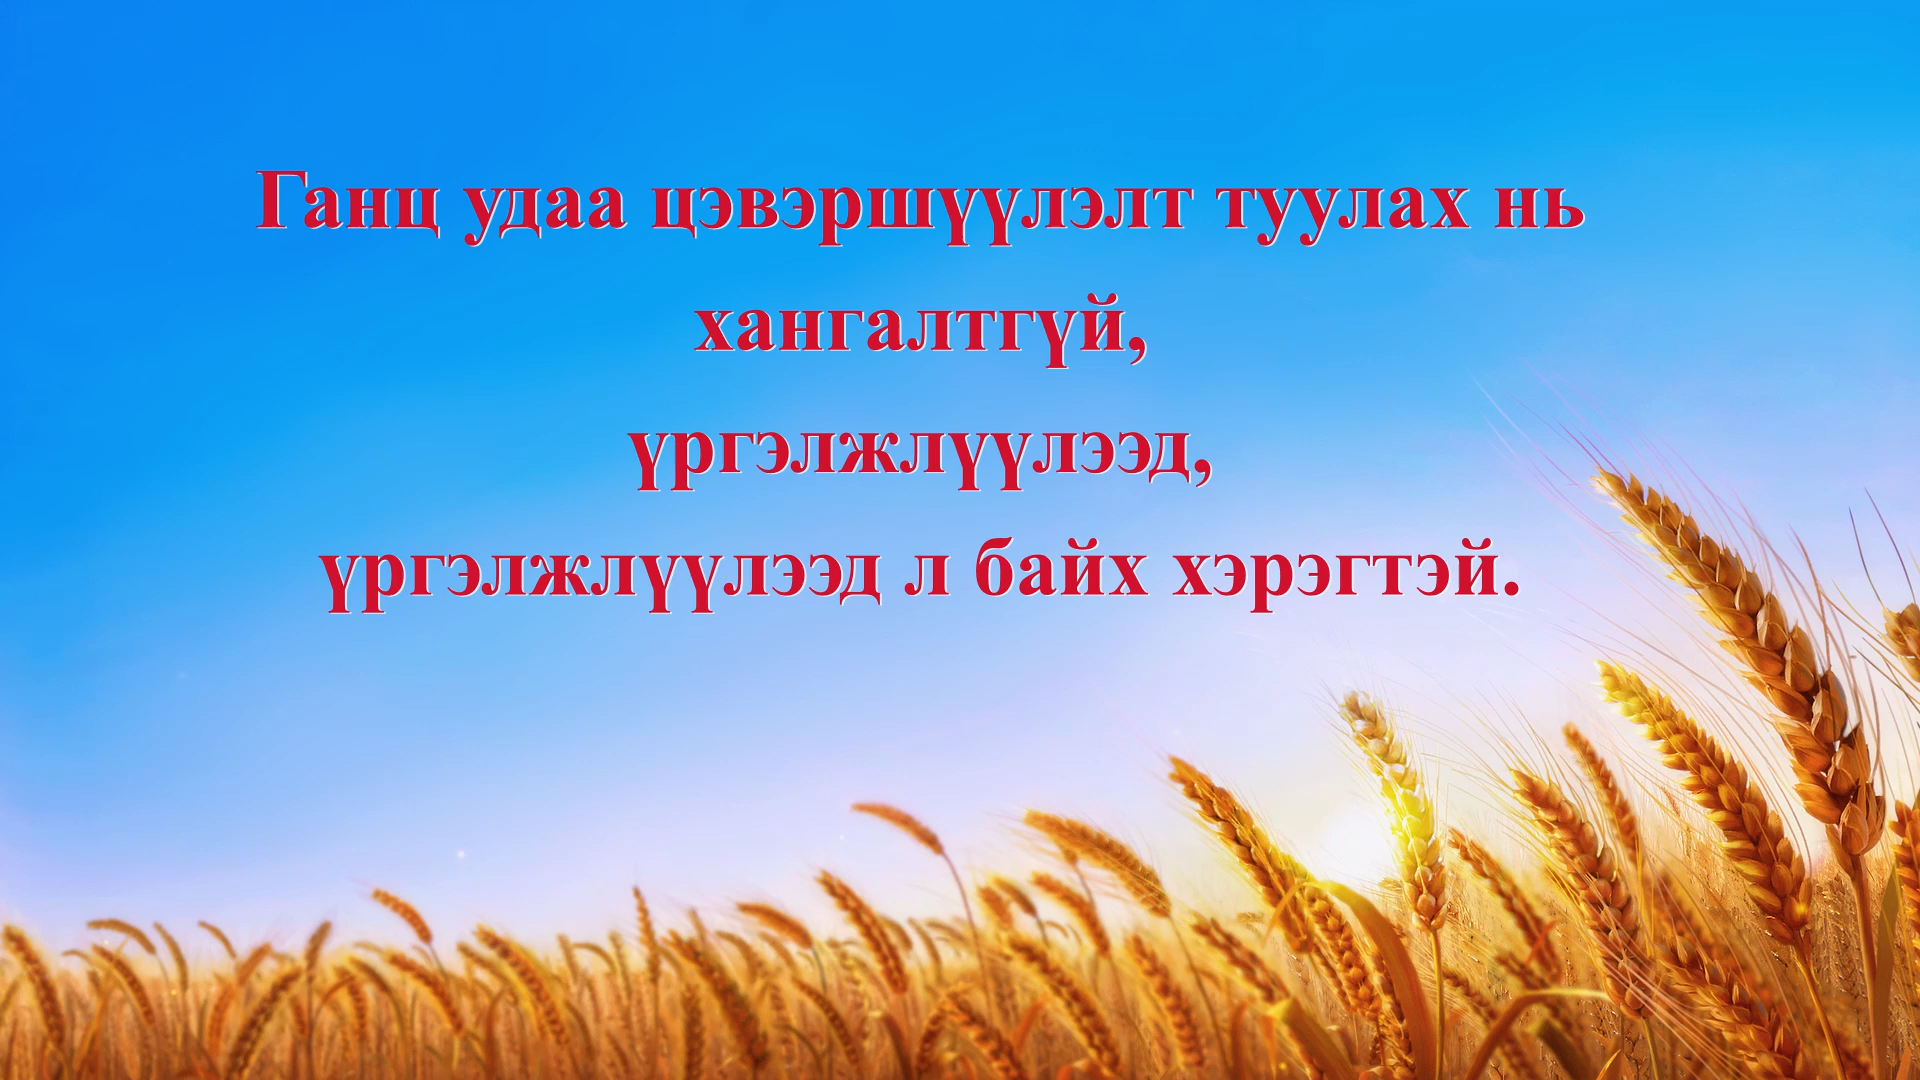 Ганц удаа цэвэршүүлэлт туулах нь
хангалтгүй,
үргэлжлүүлээд,
үргэлжлүүлээд л байх хэрэгтэй.